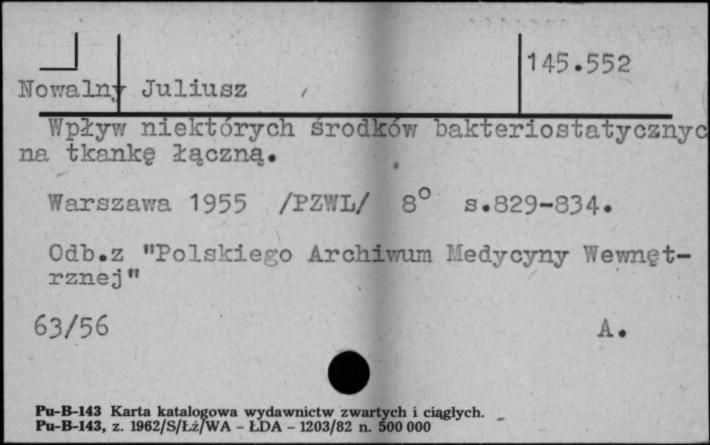 145.552
Nowalny Juliusz
Wpływ niektórych środków bakteriostatycznyc
na tkankę łączną.
Warszawa 1955 /PZWL/ 8° s.829-834.
Odb.z "Polskiego Archiwum Medycyny Wewnęt-
rznej"
63/56 A.
Pu-B-143 Karta katalogowa wydawnictw zwartych i ciągłych.
Pu-B-143, z. 1962/S/Łż/WA - ŁDA - 1203/82 n. 500 000